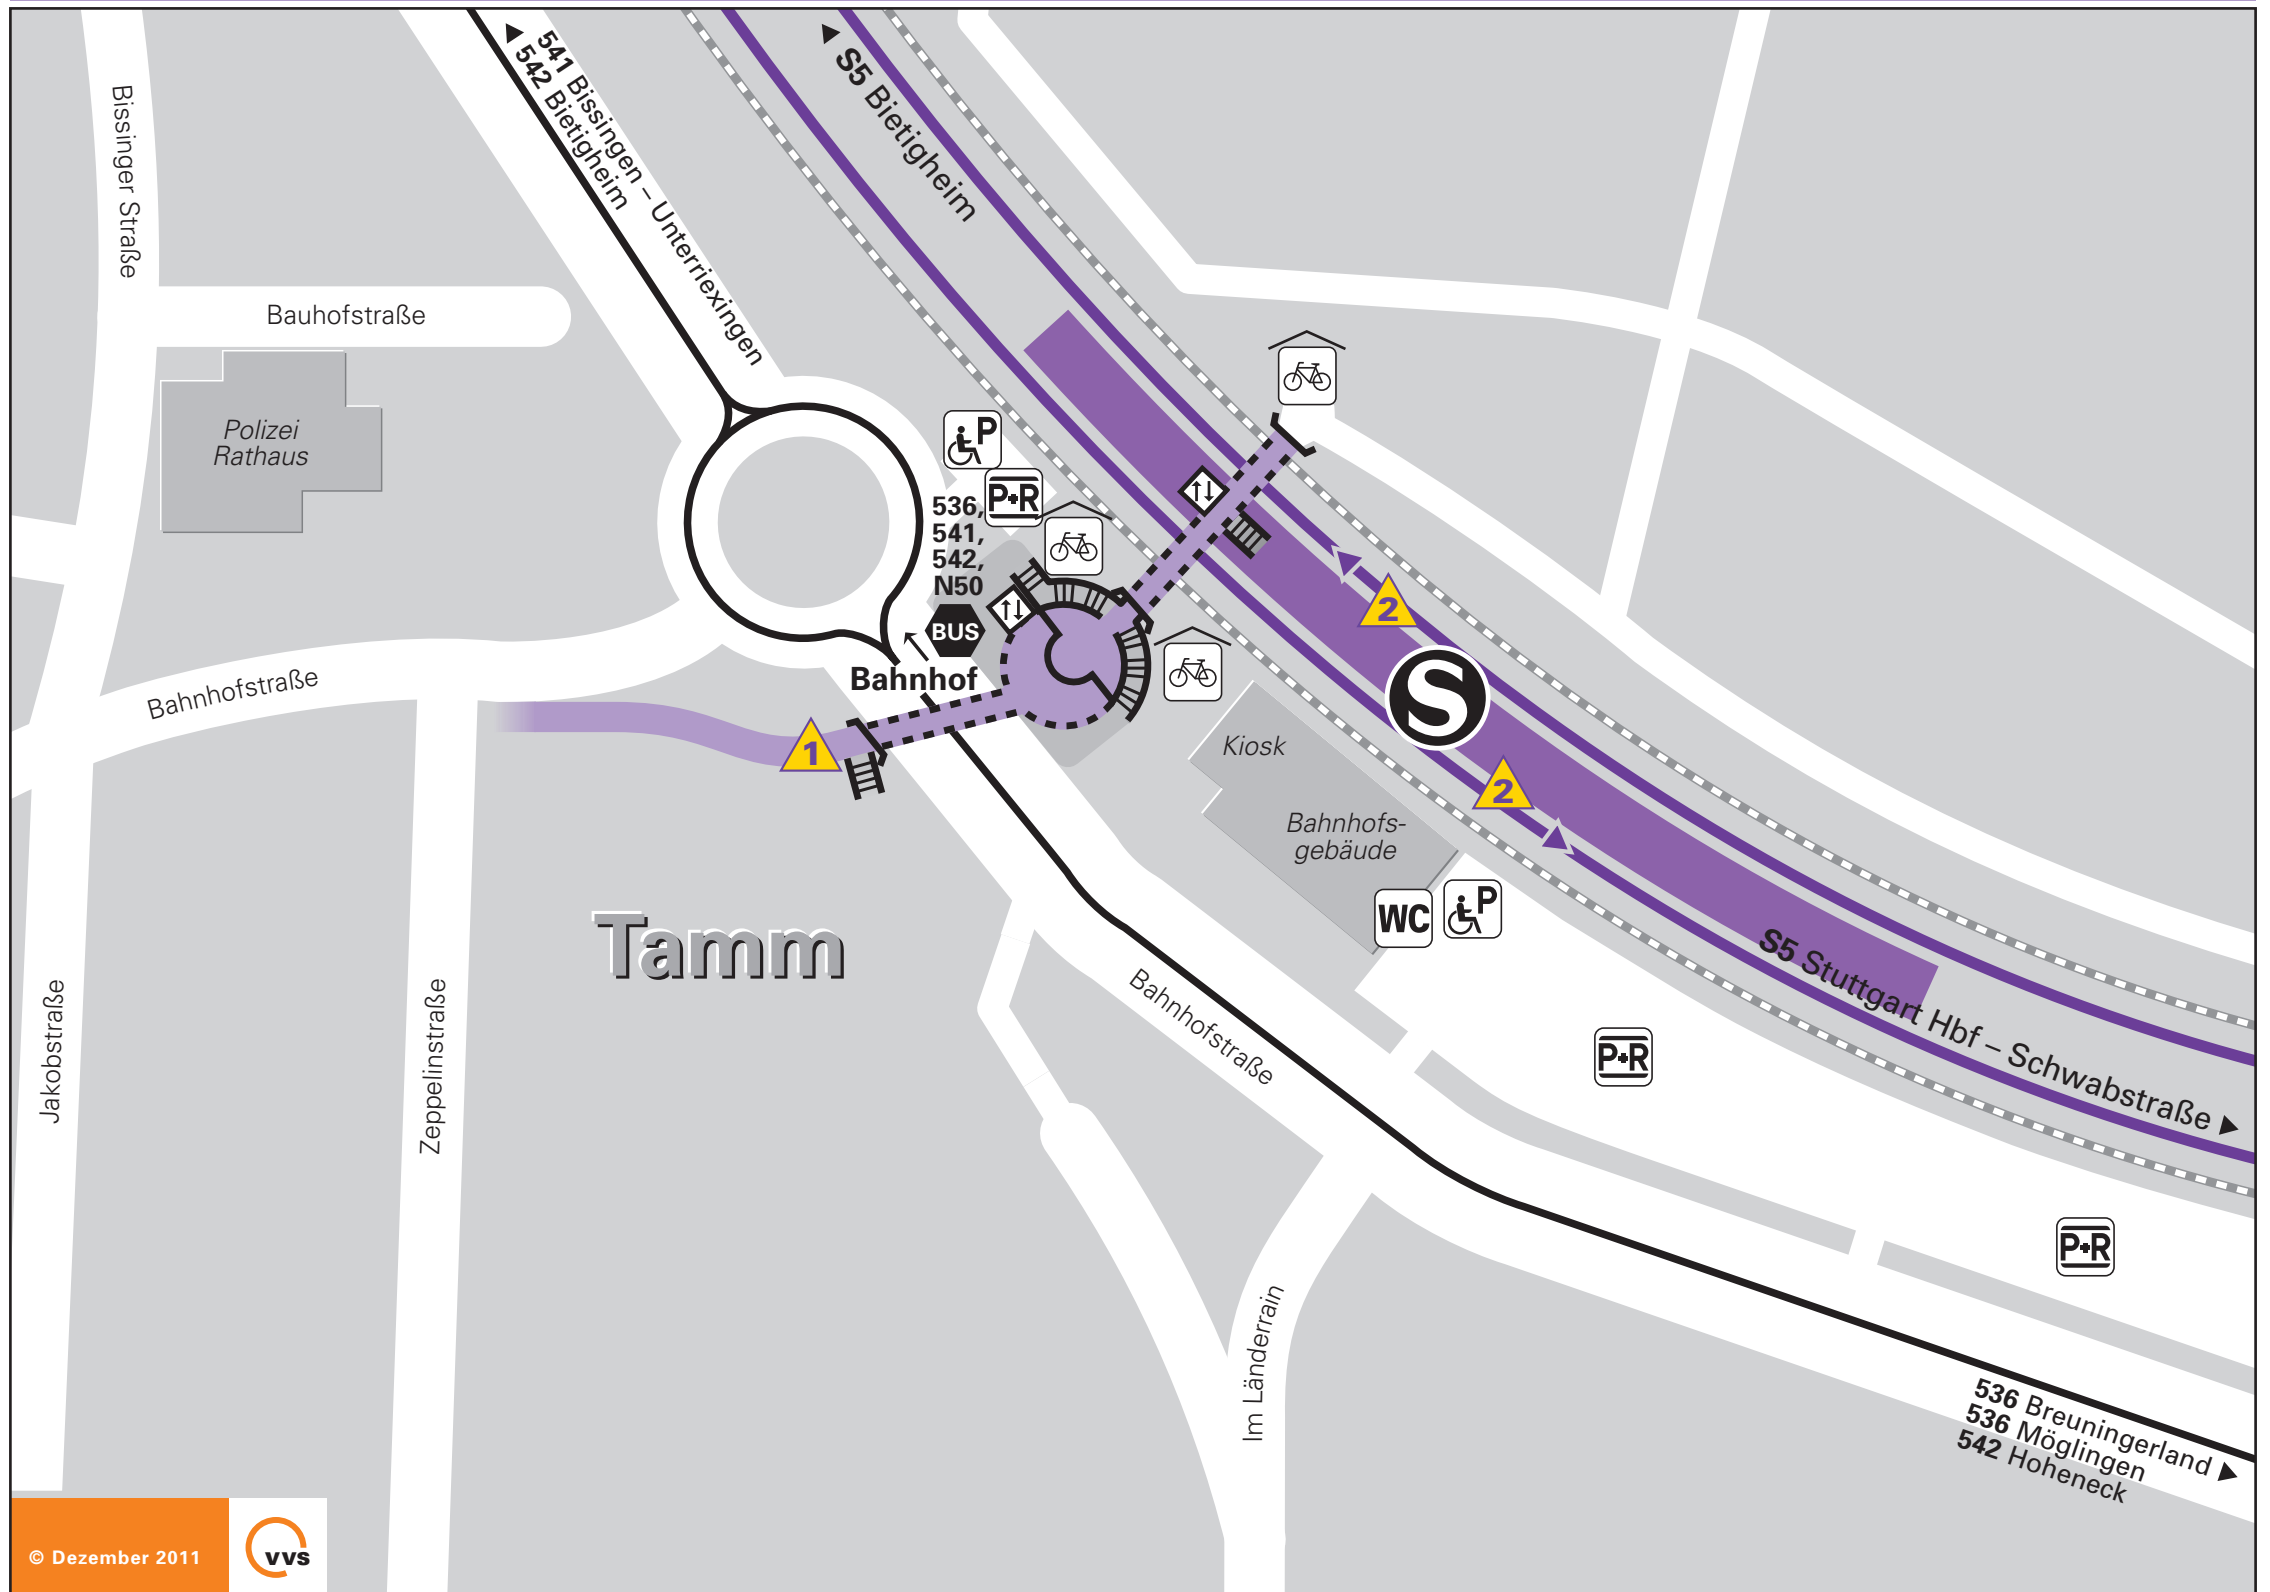 541 Bissingen – Unterriexingen
542 Bietigheim
S5 Bietigheim
Bissinger Straße
Bauhofstraße
Polizei
Rathaus
P
P+R
536,
541,
542,
N50
BUS
Bahnhof
Bahnhofstraße
1
2
S
2
Kiosk
Bahnhofs-
gebäude
WC
P
Tamm
S5 Stuttgart Hbf – Schwabstraße
Bahnhofstraße
Jakobstraße
Zeppelinstraße
P+R
P+R
Im Länderrain
536 Breuningerland
536 Möglingen
542 Hoheneck
© Dezember 2011
vvs